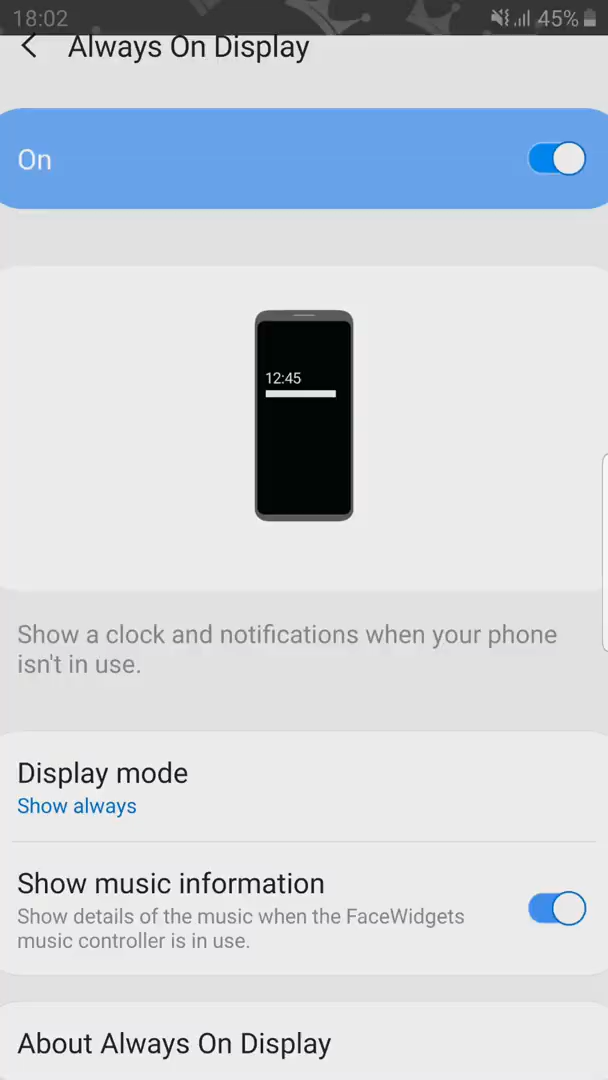 18:02 45%
Always On Display
On
12:45
Show a clock and notifications when your phone
isn't in use.
Display mode
Show always
Show music information
Show details of the music when the FaceWidgets
music controller is in use.
About Always On Display